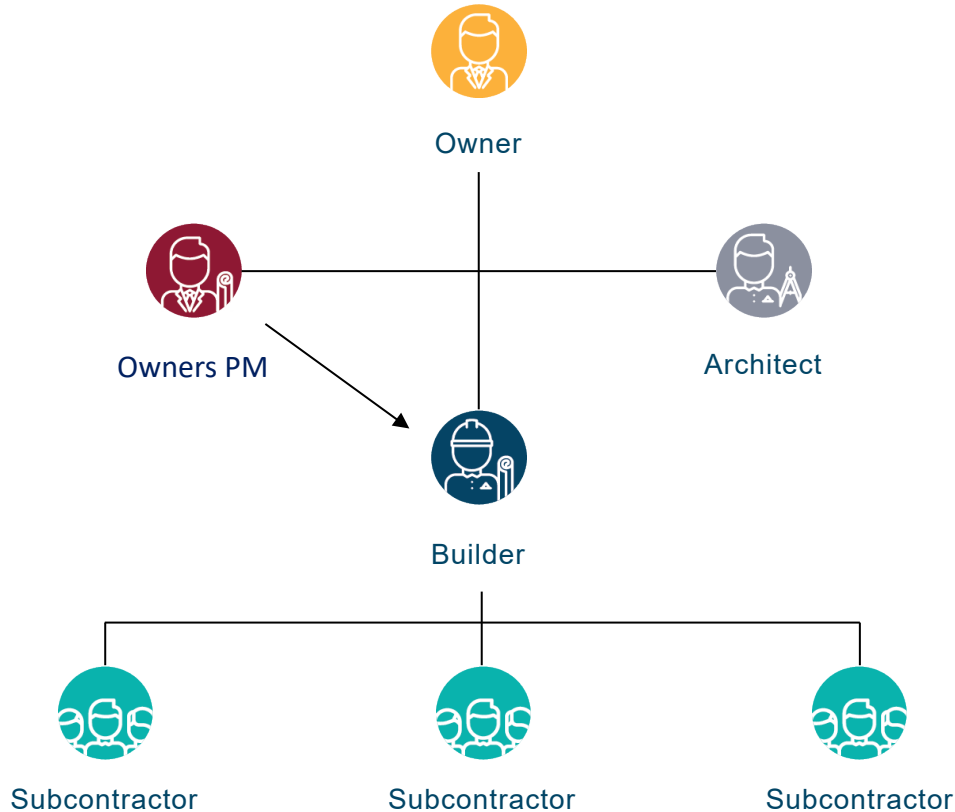 Owner
Owners PM
Architect
Builder
Subcontractor
Subcontractor
Subcontractor